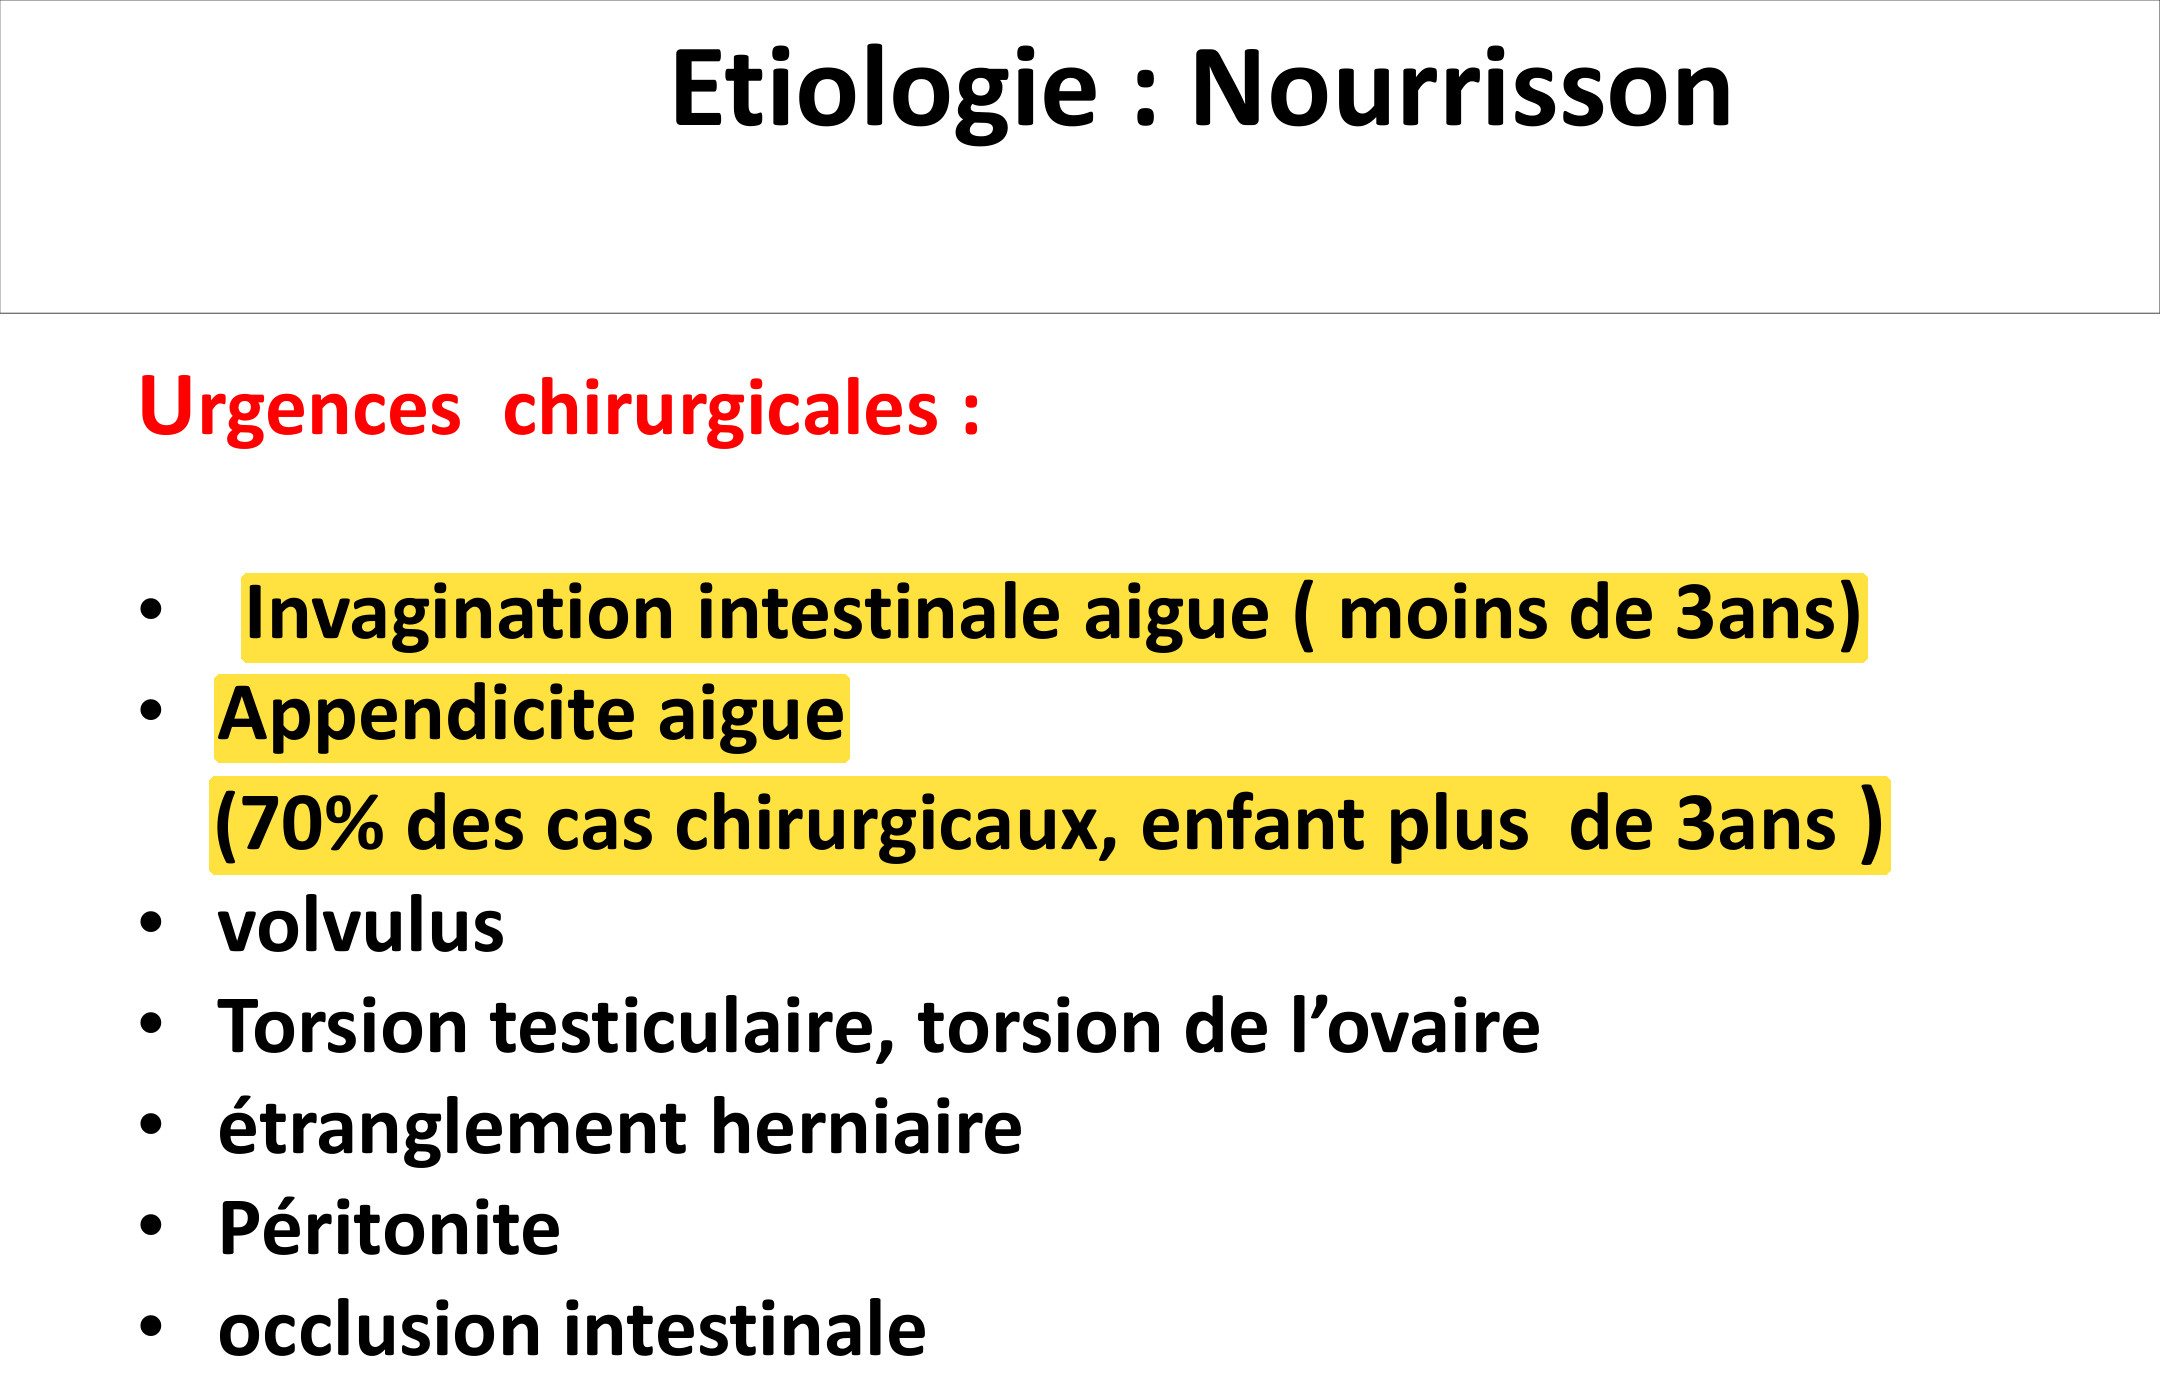 Etiologie : Nourrisson
Urgences chirurgicales :
• Invagination intestinale aigue ( moins de 3ans)
• Appendicite aigue
(70% des cas chirurgicaux, enfant plus de 3ans )
• volvulus
• Torsion testiculaire, torsion de l’ovaire
• étranglement herniaire
• Péritonite
• occlusion intestinale